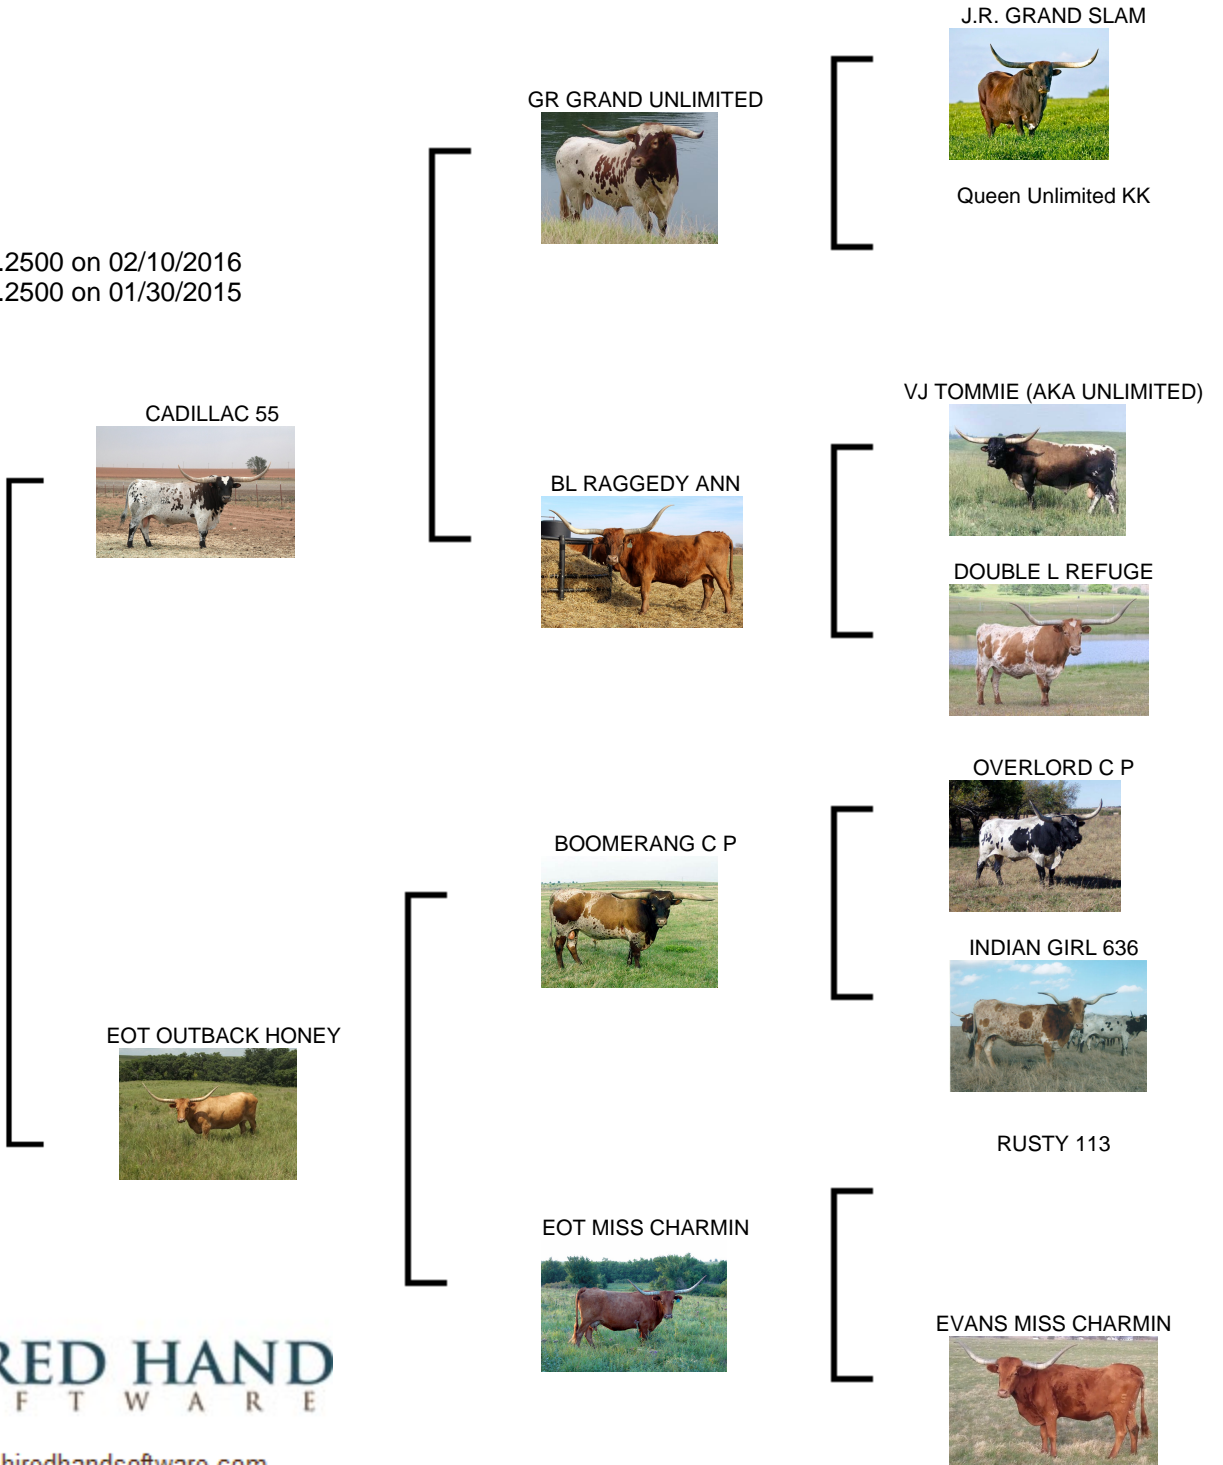 J.R. GRAND SLAM
GR GRAND UNLIMITED
Queen Unlimited KK
.2500 on 02/10/2016
.2500 on 01/30/2015
VJ TOMMIE (AKA UNLIMITED)
CADILLAC 55
BL RAGGEDY ANN
DOUBLE L REFUGE
OVERLORD C P
BOOMERANG C P
INDIAN GIRL 636
EOT OUTBACK HONEY
RUSTY 113
EOT MISS CHARMIN
EVANS MISS CHARMIN
RED HAND
F T W A R E
hiredhandsoftware.com